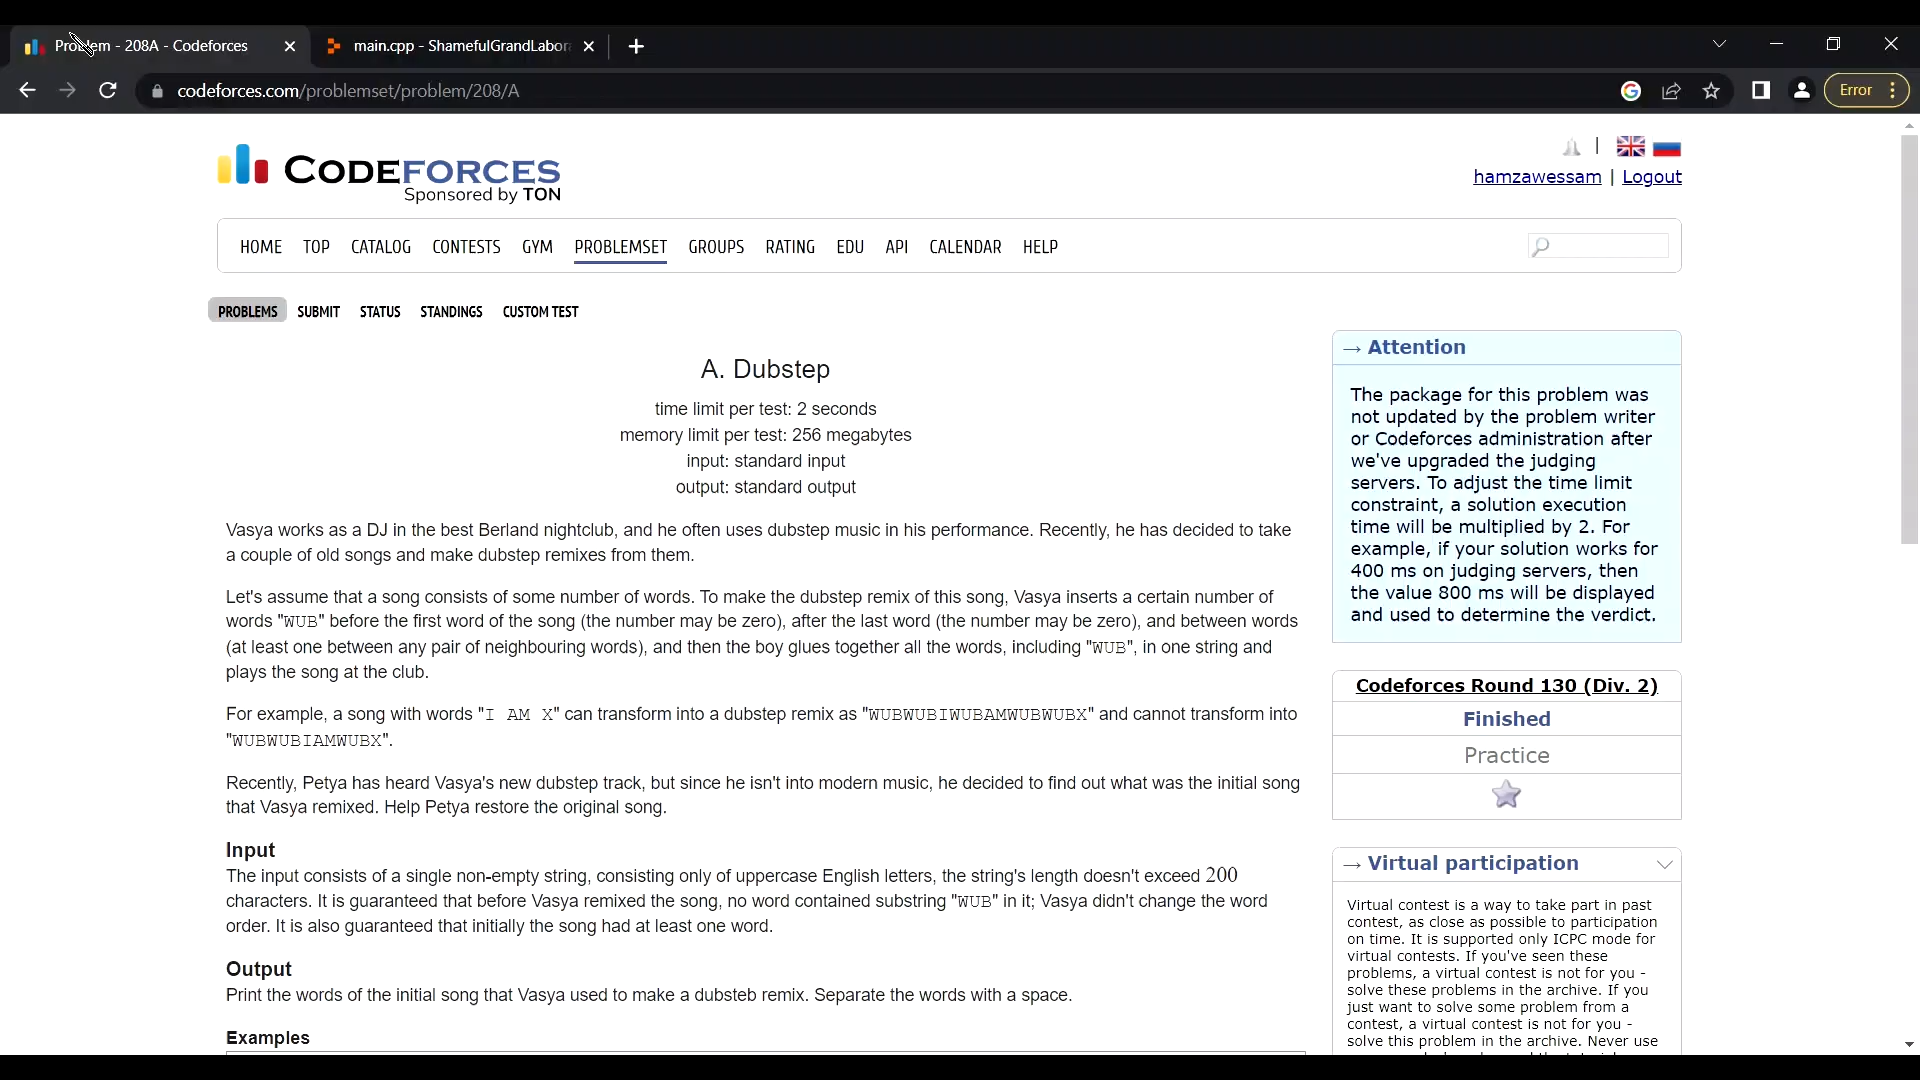 Problem - 208A - Codeforces
main.cpp - ShamefulGrandLabor
codeforces.com/problemset/problem/208/A
Error
CODEFORCES
Sponsored by TON
hamzawessam | Logout
HOME TOP CATALOG CONTESTS GYM PROBLEMSET GROUPS RATING EDU API CALENDAR HELP
PROBLEMS SUBMIT STATUS STANDINGS CUSTOM TEST
A. Dubstep
time limit per test: 2 seconds
memory limit per test: 256 megabytes
input: standard input
output: standard output
Vasya works as a DJ in the best Berland nightclub, and he often uses dubstep music in his performance. Recently, he has decided to take
a couple of old songs and make dubstep remixes from them.
Let's assume that a song consists of some number of words. To make the dubstep remix of this song, Vasya inserts a certain number of
words "WUB" before the first word of the song (the number may be zero), after the last word (the number may be zero), and between words
(at least one between any pair of neighbouring words), and then the boy glues together all the words, including "WUB", in one string and
plays the song at the club.
For example, a song with words "I AM X" can transform into a dubstep remix as "WUBWUBIWUBAMWUBWUBX" and cannot transform into
"WUBWUBIAMWUBX".
Recently, Petya has heard Vasya's new dubstep track, but since he isn't into modern music, he decided to find out what was the initial song
that Vasya remixed. Help Petya restore the original song.
Input
The input consists of a single non-empty string, consisting only of uppercase English letters, the string's length doesn't exceed 200
characters. It is guaranteed that before Vasya remixed the song, no word contained substring "WUB" in it; Vasya didn't change the word
order. It is also guaranteed that initially the song had at least one word.
Output
Print the words of the initial song that Vasya used to make a dubsteb remix. Separate the words with a space.
Examples
→ Attention
The package for this problem was
not updated by the problem writer
or Codeforces administration after
we've upgraded the judging
servers. To adjust the time limit
constraint, a solution execution
time will be multiplied by 2. For
example, if your solution works for
400 ms on judging servers, then
the value 800 ms will be displayed
and used to determine the verdict.
Codeforces Round 130 (Div. 2)
Finished
Practice
→ Virtual participation
Virtual contest is a way to take part in past
contest, as close as possible to participation
on time. It is supported only ICPC mode for
virtual contests. If you've seen these
problems, a virtual contest is not for you -
solve these problems in the archive. If you
just want to solve some problem from a
contest, a virtual contest is not for you -
solve this problem in the archive. Never use